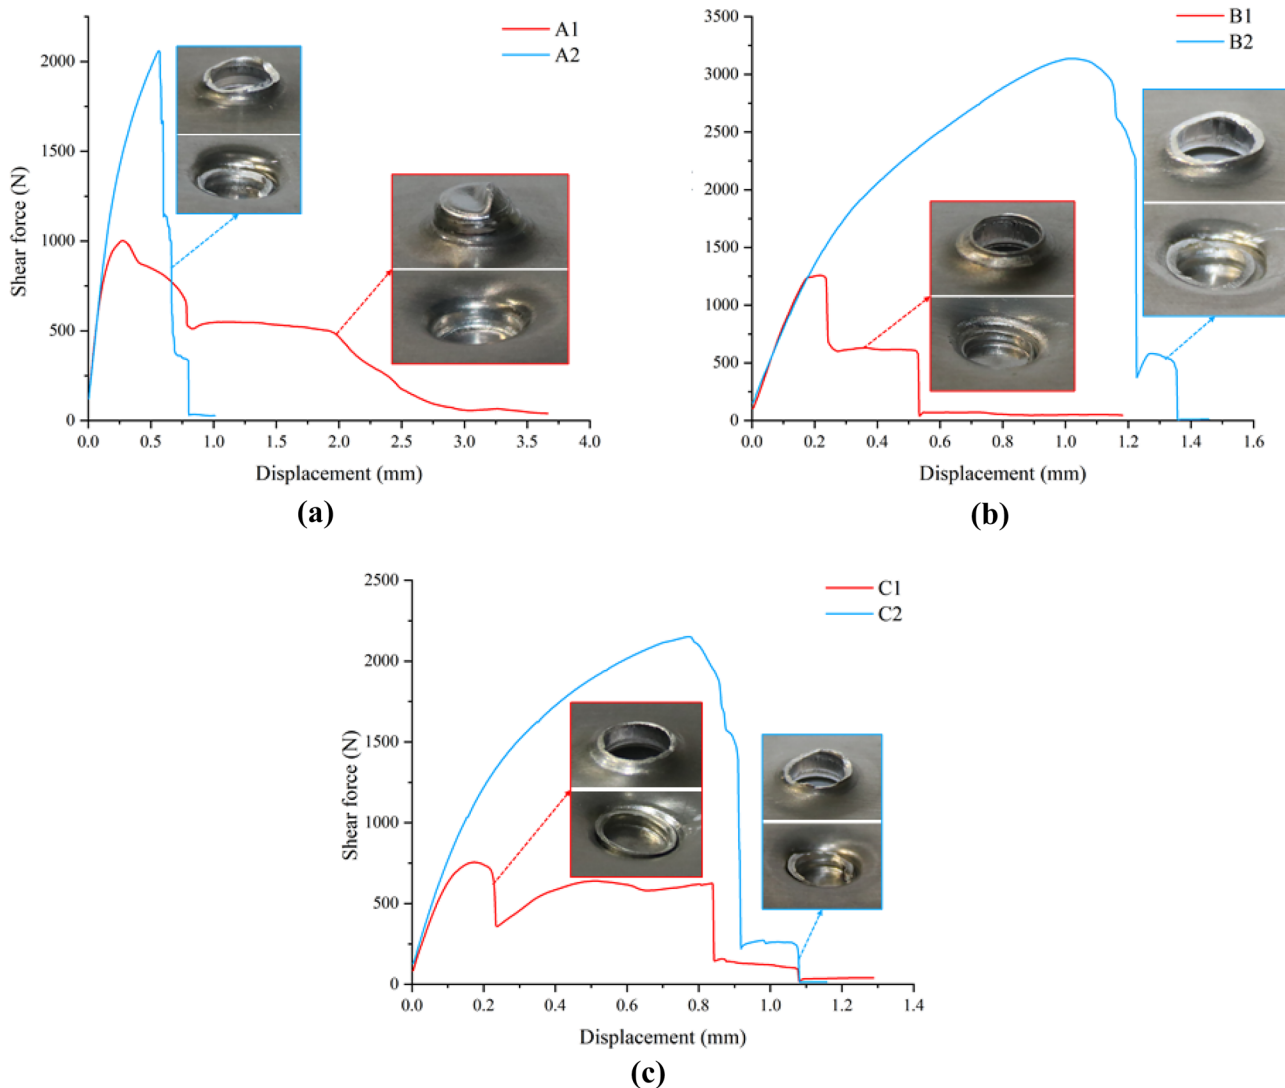 A1
A2
2000
1500
1000
500
0
Shear force (N)
0.0 0.5 1.0 1.5 2.0 2.5 3.0 3.5 4.0
Displacement (mm)
(a)
B1
B2
3500
3000
2500
2000
1500
1000
500
0
Shear force (N)
0.0 0.2 0.4 0.6 0.8 1.0 1.2 1.4 1.6
Displacement (mm)
(b)
C1
C2
2500
2000
1500
1000
500
0
Shear force (N)
0.0 0.2 0.4 0.6 0.8 1.0 1.2 1.4
Displacement (mm)
(c)